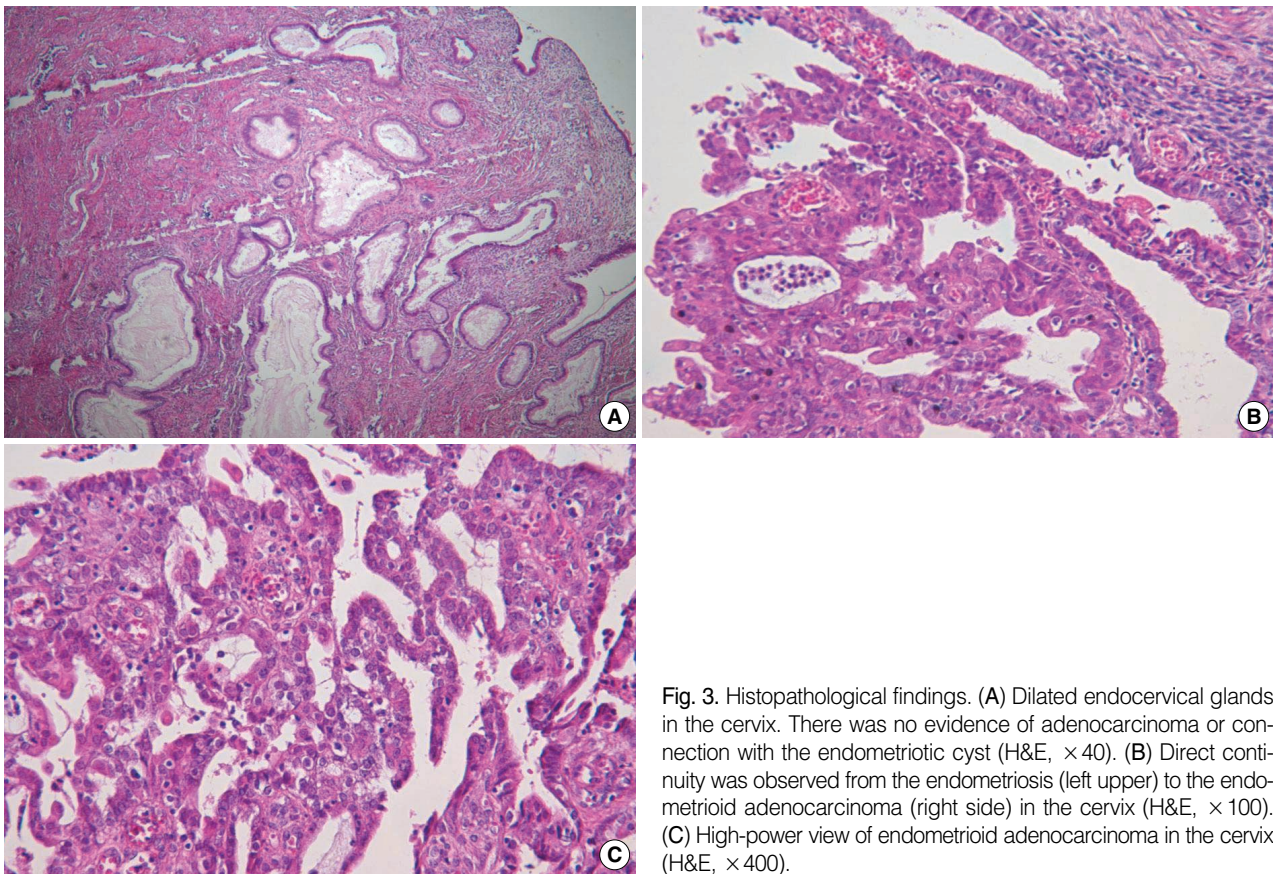 A
B
C
Fig. 3. Histopathological findings. (A) Dilated endocervical glands
in the cervix. There was no evidence of adenocarcinoma or con-
nection with the endometriotic cyst (H&E, ×40). (B) Direct conti-
nuity was observed from the endometriosis (left upper) to the endo-
metrioid adenocarcinoma (right side) in the cervix (H&E, ×100).
(C) High-power view of endometrioid adenocarcinoma in the cervix
(H&E, ×400).